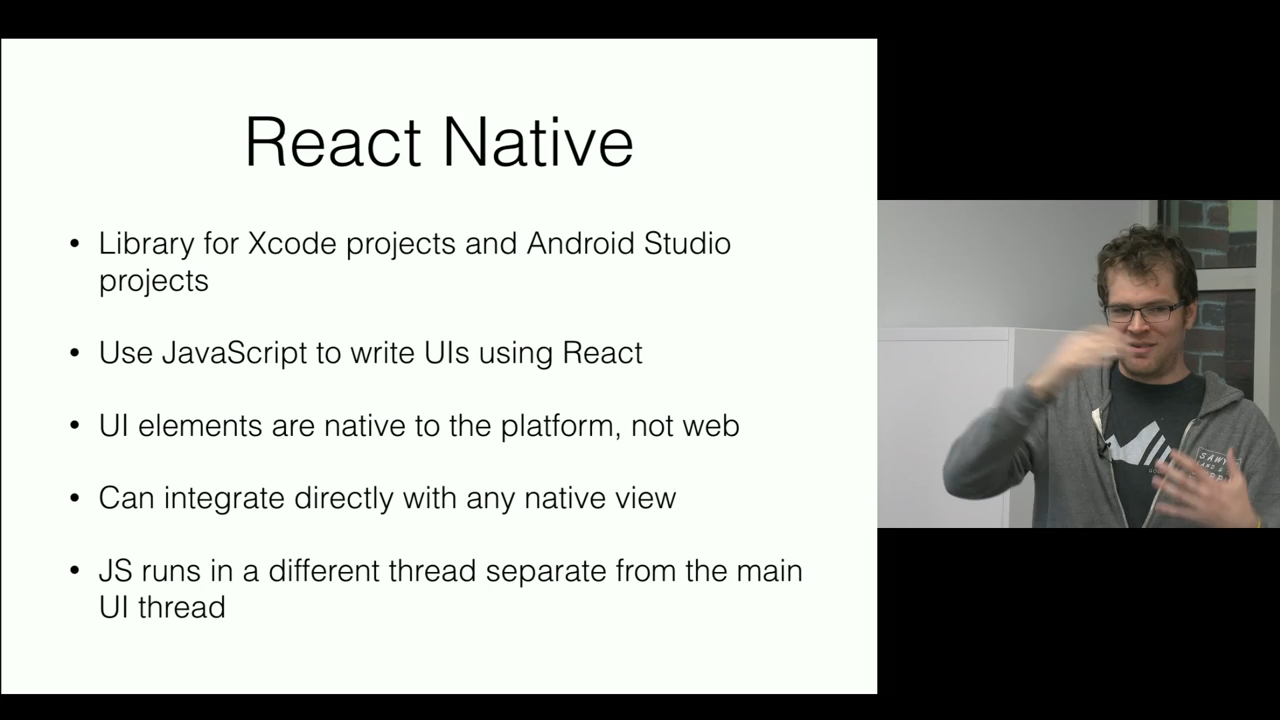 React Native
• Library for Xcode projects and Android Studio
projects
• Use JavaScript to write UIs using React
• UI elements are native to the platform, not web
• Can integrate directly with any native view
• JS runs in a different thread separate from the main
UI thread